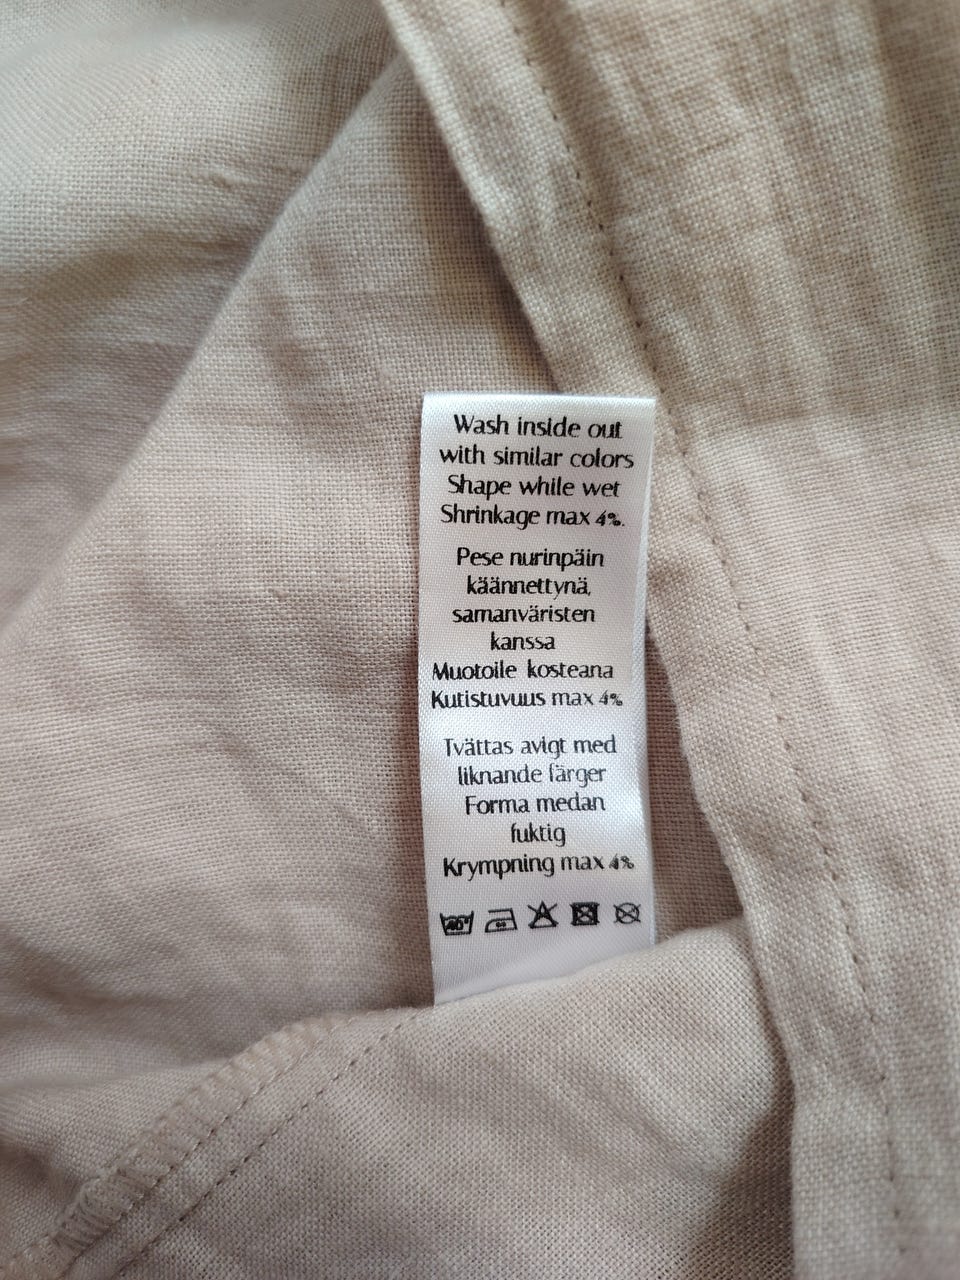 Wash inside out
with similar colors
Shape while wet
Shrinkage max 4%.
Pese nurinpäin
käännettynä,
samanväristen
kanssa
Muotoile kosteana
Kutistuvuus max 4%
Tvättas avigt med
liknande färger
Forma medan
fuktig
Krympning max 4%
40°